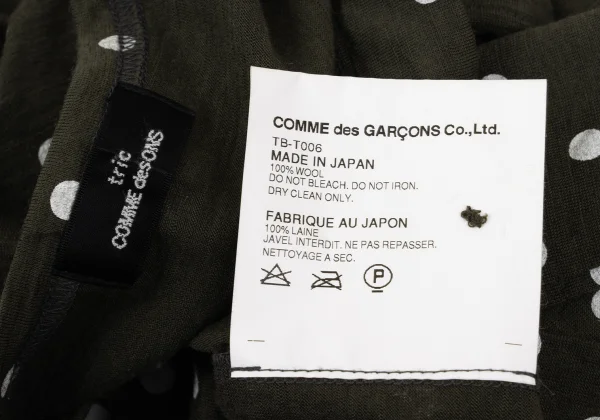 tric
COMME des GARÇONS
COMME des GARÇONS Co.,Ltd.
TB-T006
MADE IN JAPAN
100% WOOL
DO NOT BLEACH. DO NOT IRON.
DRY CLEAN ONLY.
FABRIQUE AU JAPON
100% LAINE
JAVEL INTERDIT. NE PAS REPASSER.
NETTOYAGE A SEC.
P